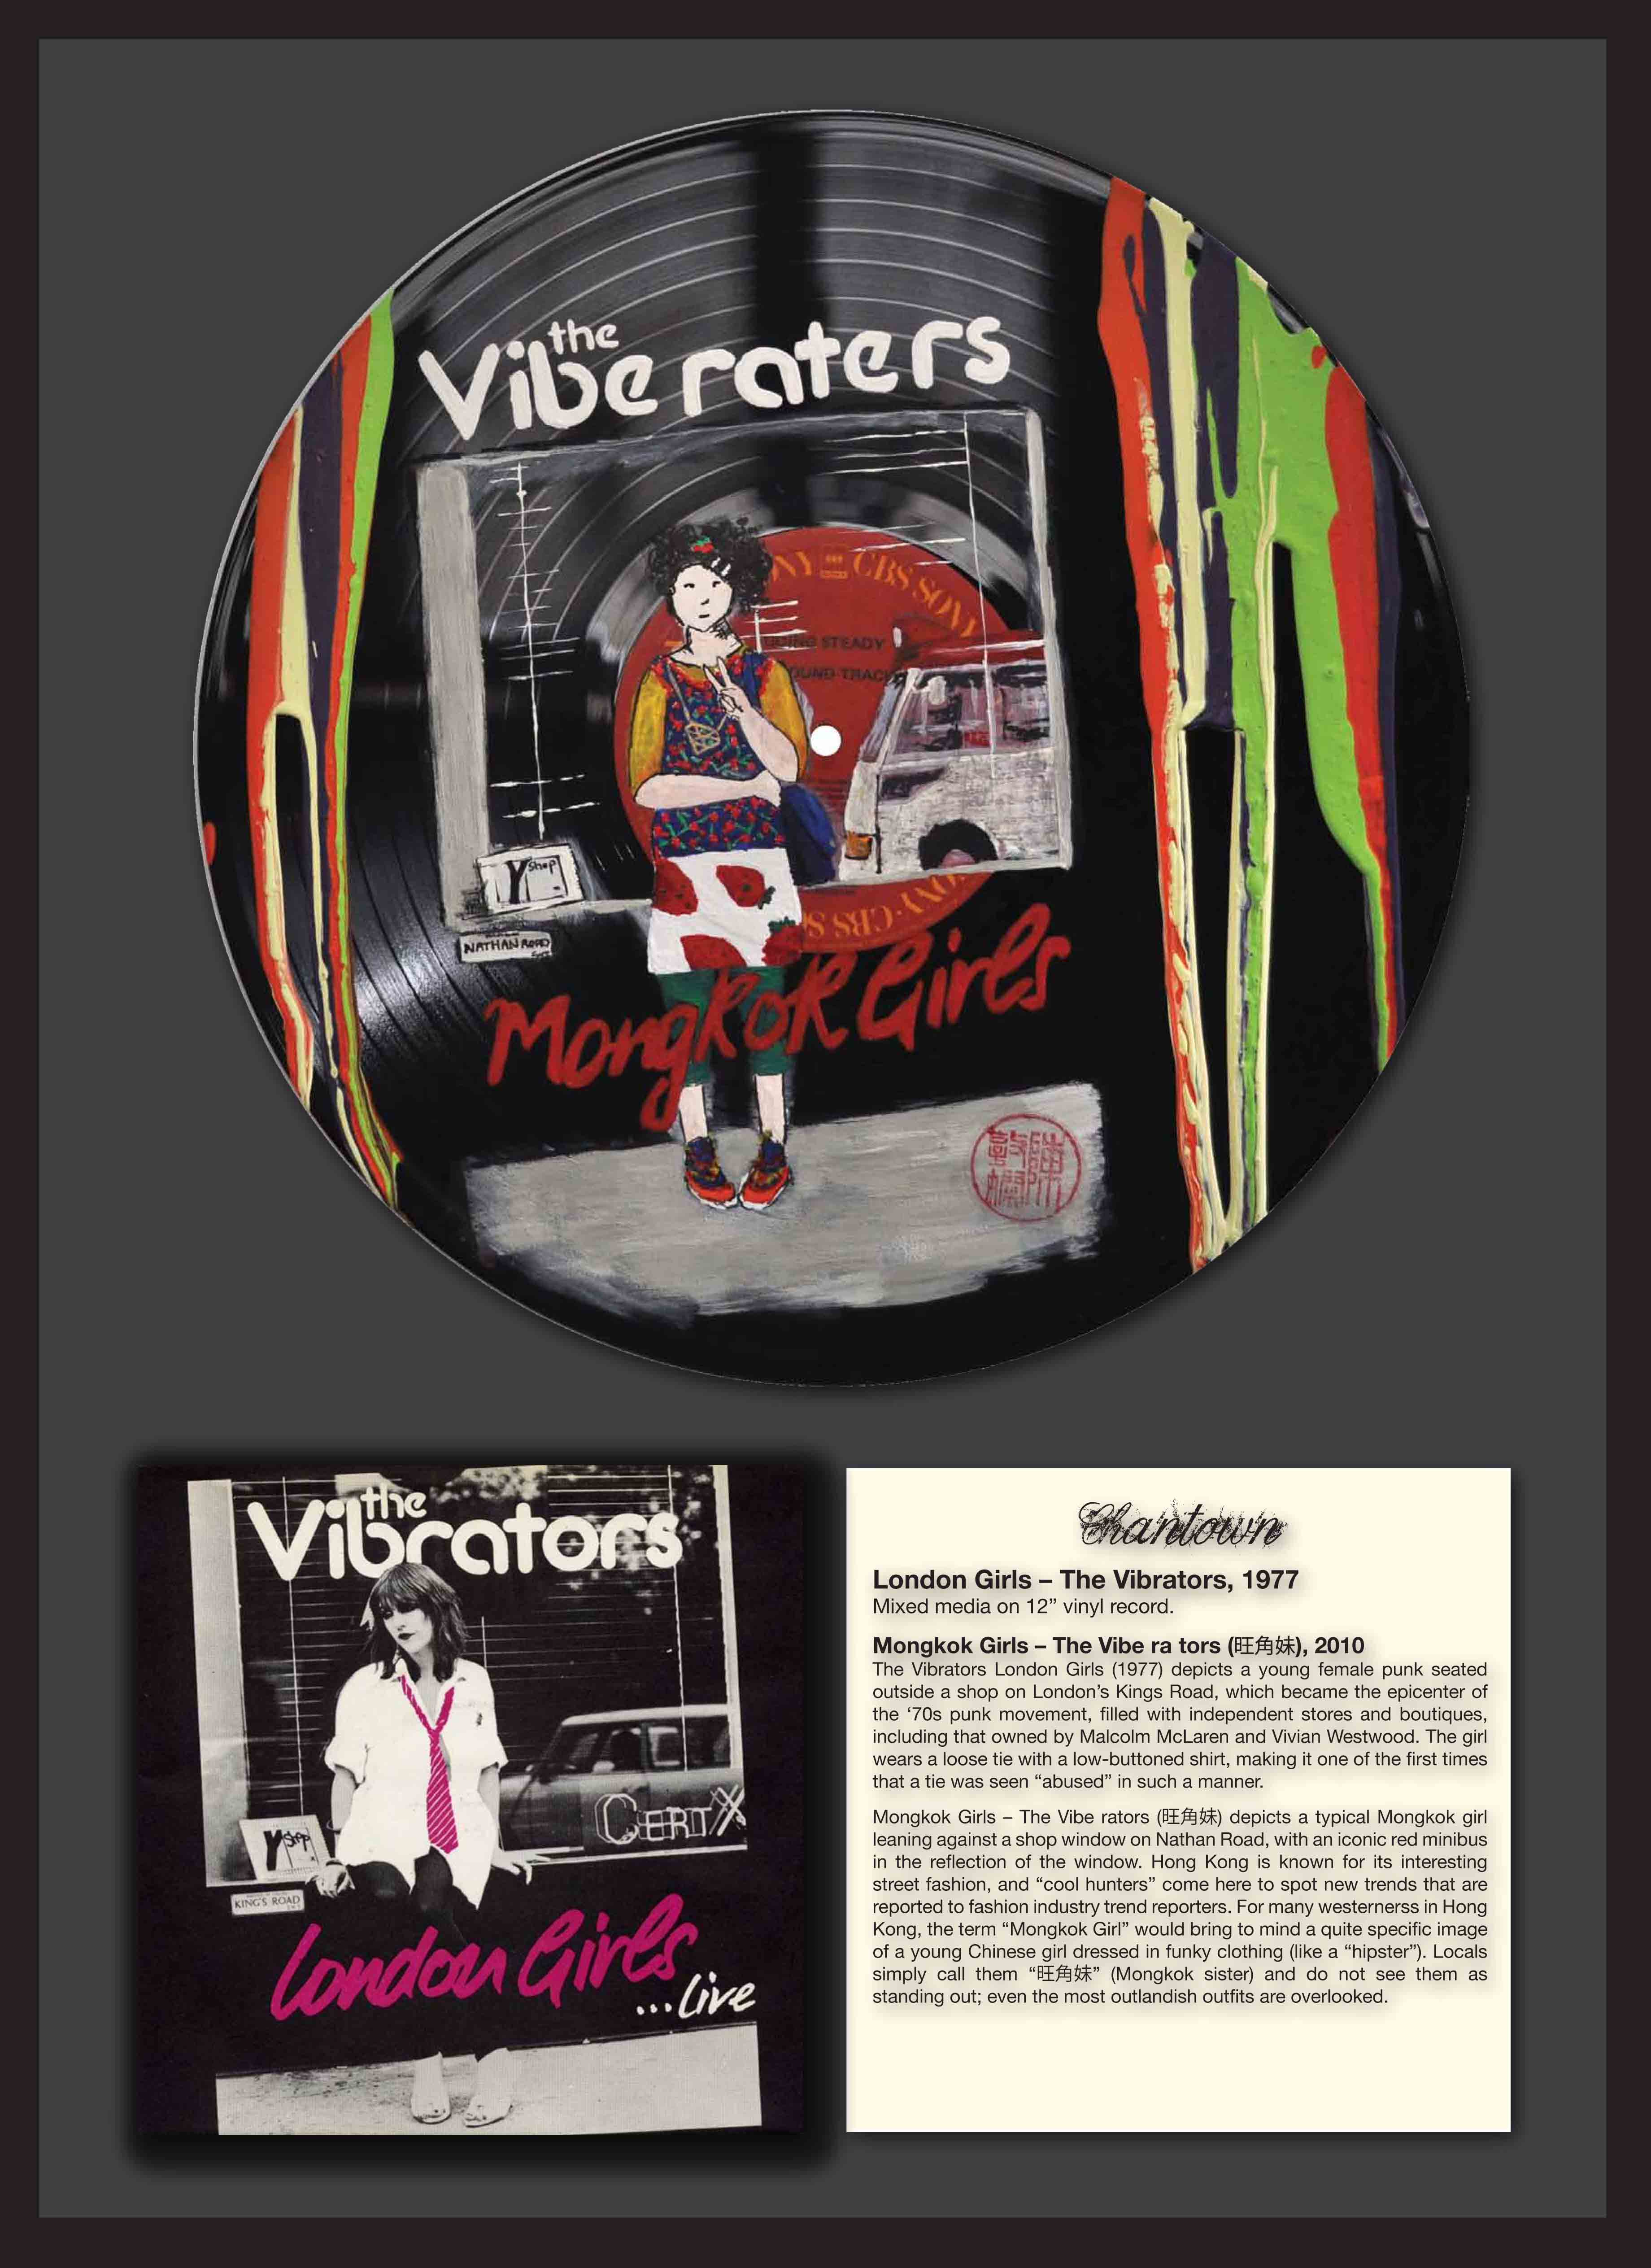 the
Vibe raters
NY CBS SONY
GOING STEADY
SOUND TRACK
Y Shop
NATHAN ROAD
SONY·CBS S
Mongkok Girls
the
Vibrators
CERT X
Y Shop
KING'S ROAD
London Girls
...live
Chantown
London Girls – The Vibrators, 1977
Mixed media on 12” vinyl record.
Mongkok Girls – The Vibe ra tors (旺角妹), 2010
The Vibrators London Girls (1977) depicts a young female punk seated
outside a shop on London’s Kings Road, which became the epicenter of
the ‘70s punk movement, filled with independent stores and boutiques,
including that owned by Malcolm McLaren and Vivian Westwood. The girl
wears a loose tie with a low-buttoned shirt, making it one of the first times
that a tie was seen “abused” in such a manner.
Mongkok Girls – The Vibe rators (旺角妹) depicts a typical Mongkok girl
leaning against a shop window on Nathan Road, with an iconic red minibus
in the reflection of the window. Hong Kong is known for its interesting
street fashion, and “cool hunters” come here to spot new trends that are
reported to fashion industry trend reporters. For many westernerss in Hong
Kong, the term “Mongkok Girl” would bring to mind a quite specific image
of a young Chinese girl dressed in funky clothing (like a “hipster”). Locals
simply call them “旺角妹” (Mongkok sister) and do not see them as
standing out; even the most outlandish outfits are overlooked.